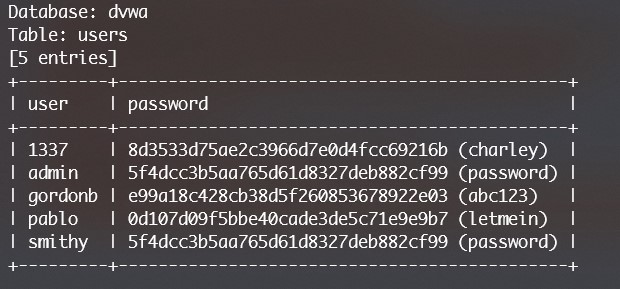 Database: dvwa
Table: users
[5 entries]
+---------+--------------------------------------------+
| user    | password                                   |
+---------+--------------------------------------------+
| 1337    | 8d3533d75ae2c3966d7e0d4fcc69216b (charley)  |
| admin   | 5f4dcc3b5aa765d61d8327deb882cf99 (password) |
| gordonb | e99a18c428cb38d5f260853678922e03 (abc123)   |
| pablo   | 0d107d09f5bbe40cade3de5c71e9e9b7 (letmein)  |
| smithy  | 5f4dcc3b5aa765d61d8327deb882cf99 (password) |
+---------+--------------------------------------------+